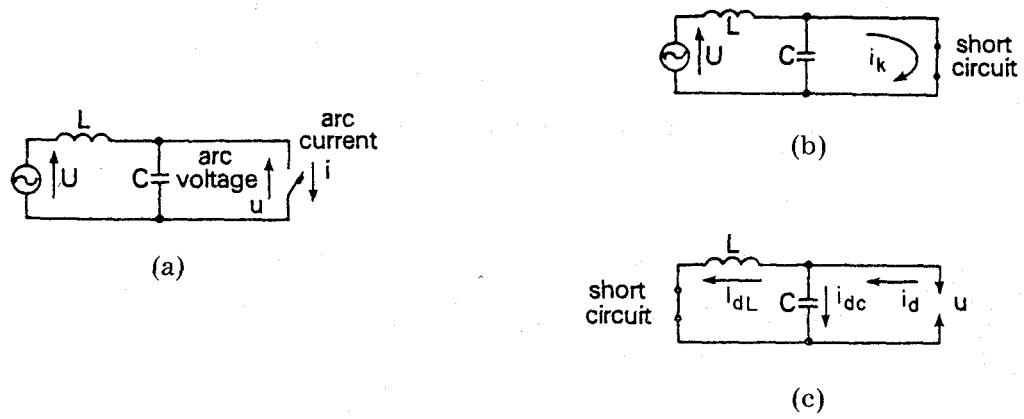 L
U
C
arc
voltage
u
arc
current
i
(a)
L
U
C
i_k
short
circuit
(b)
L
short
circuit
i_dL
C
i_dc
i_d
u
(c)